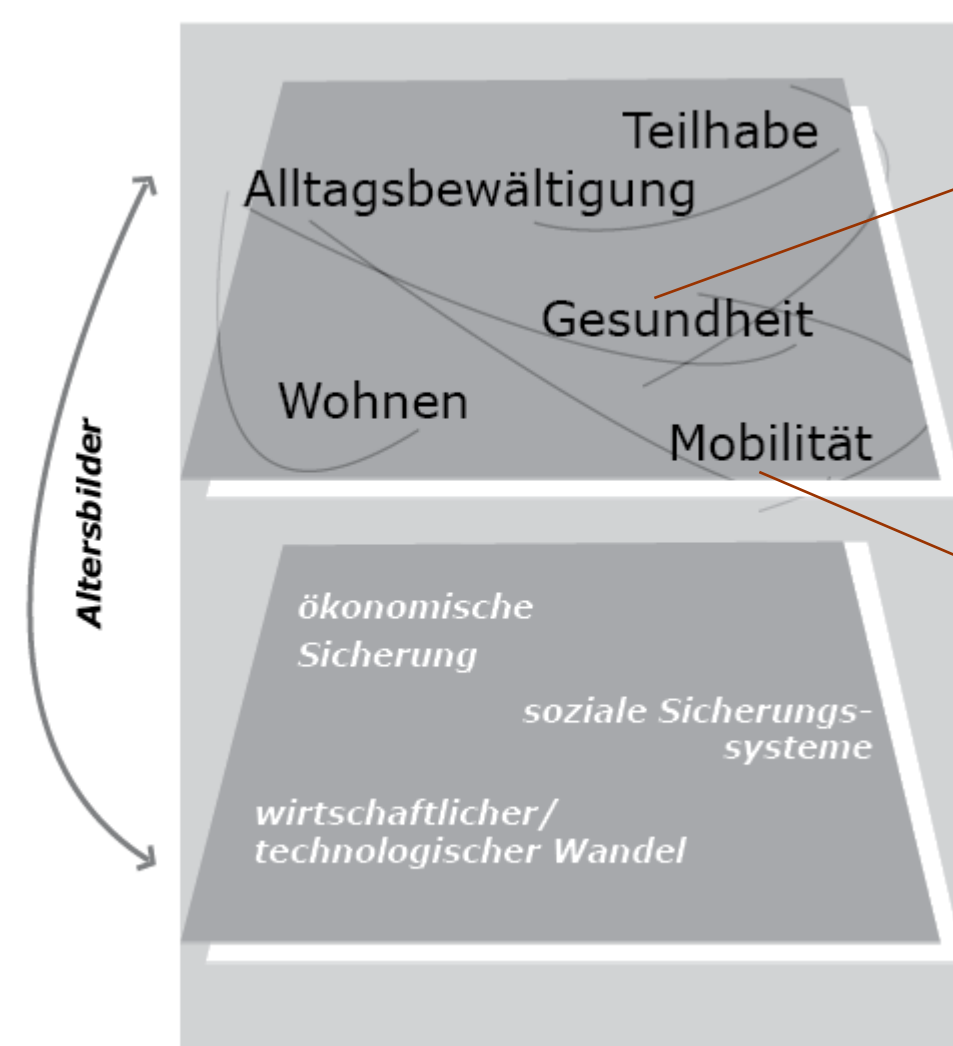 Teilhabe
Alltagsbewältigung
Gesundheit
Wohnen
Mobilität
Altersbilder
ökonomische
Sicherung
soziale Sicherungs-
systeme
wirtschaftlicher/
technologischer Wandel